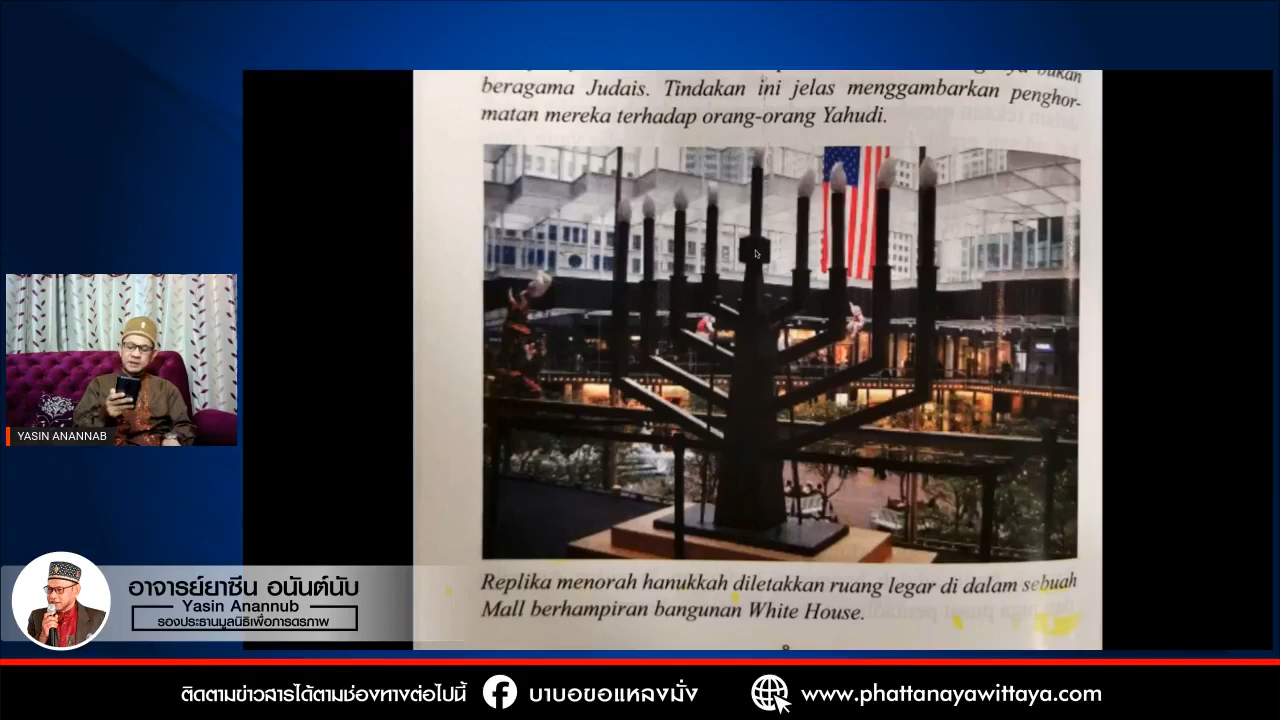 bukan
beragama Judais. Tindakan ini jelas menggambarkan penghor-
matan mereka terhadap orang-orang Yahudi.
Replika menorah hanukkah diletakkan ruang legar di dalam sebuah
Mall berhampiran bangunan White House.
YASIN ANANNAB
อาจารย์ยาซีน อนันต์นับ
Yasin Anannub
รองประธานมูลนิธิเพื่อการตรภาพ
ติดตามข่าวสารได้ตามช่องทางต่อไปนี้
บาบอขอแหลงมั่ง
www.phattanayawittaya.com